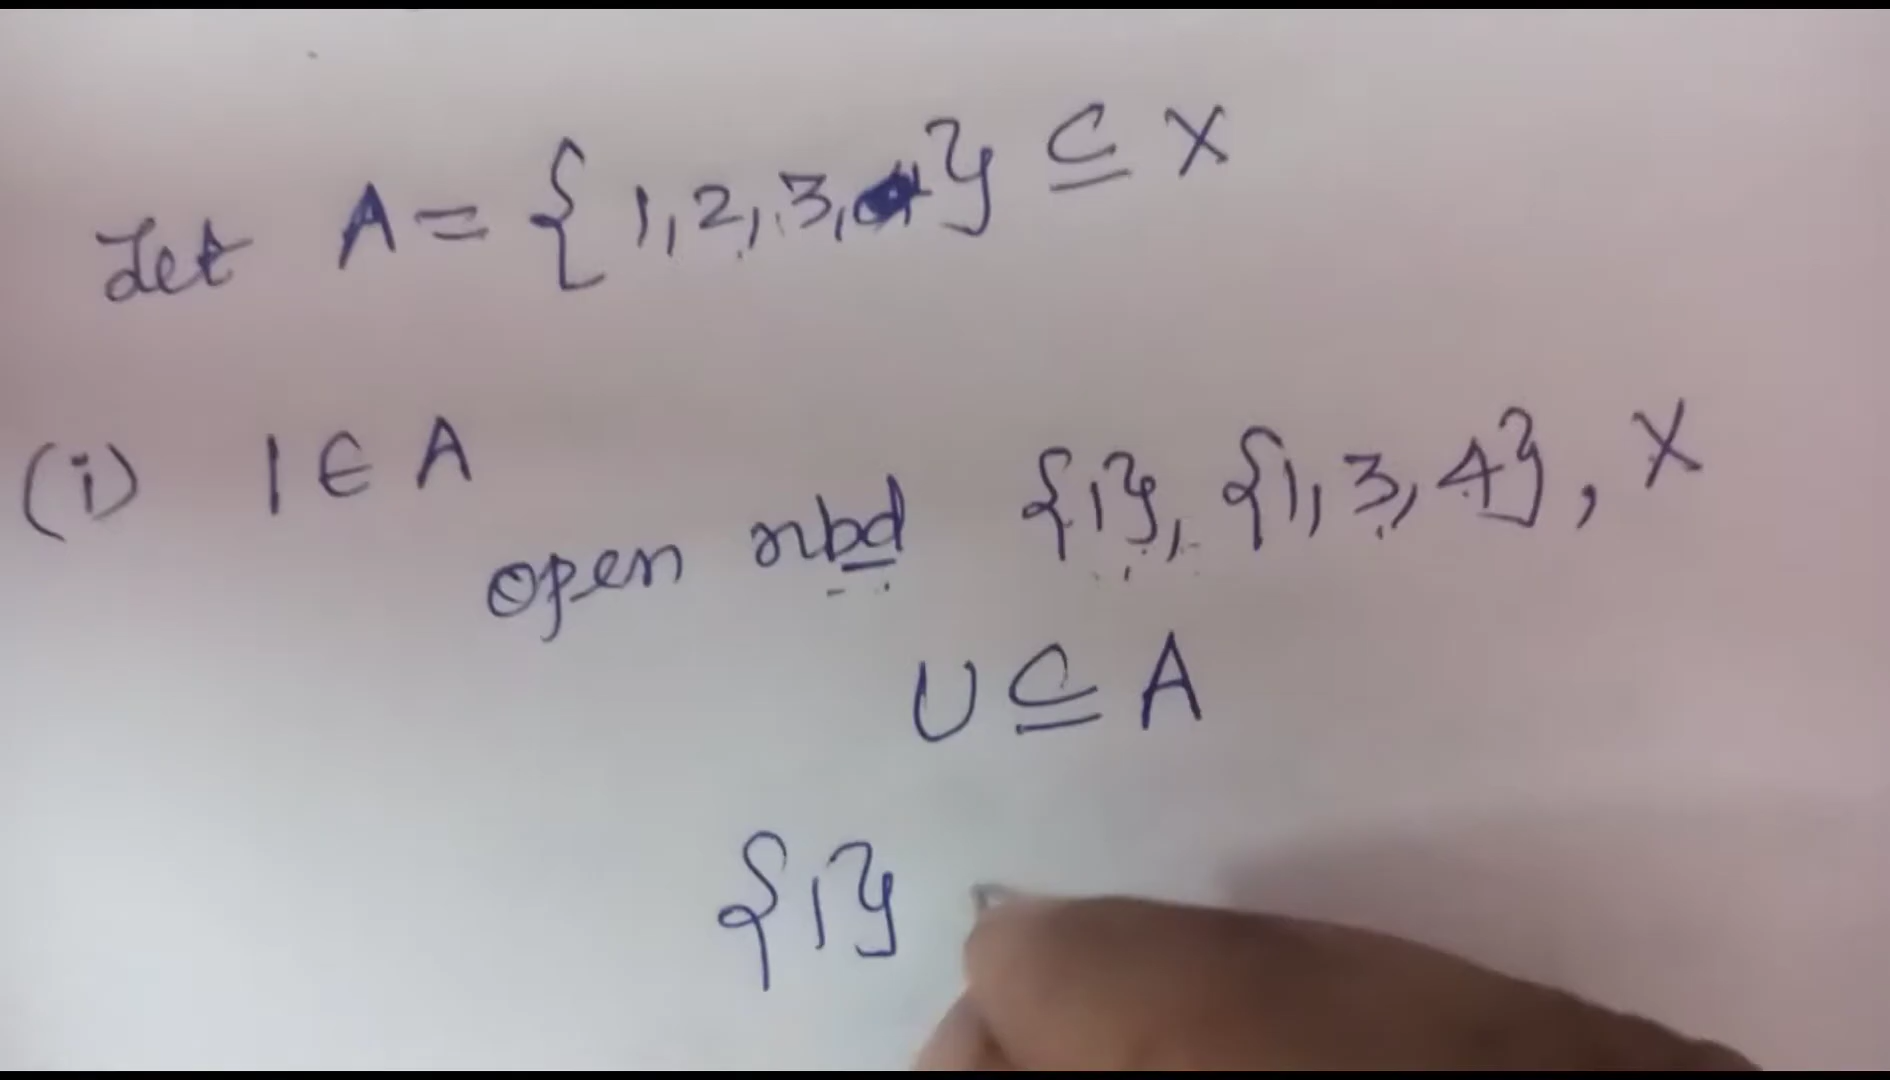 Let A = { 1, 2, 3, 4 } ⊆ X
(i) 1 ∈ A
open nbd {1}, {1, 3, 4}, X
U ⊆ A
{1}